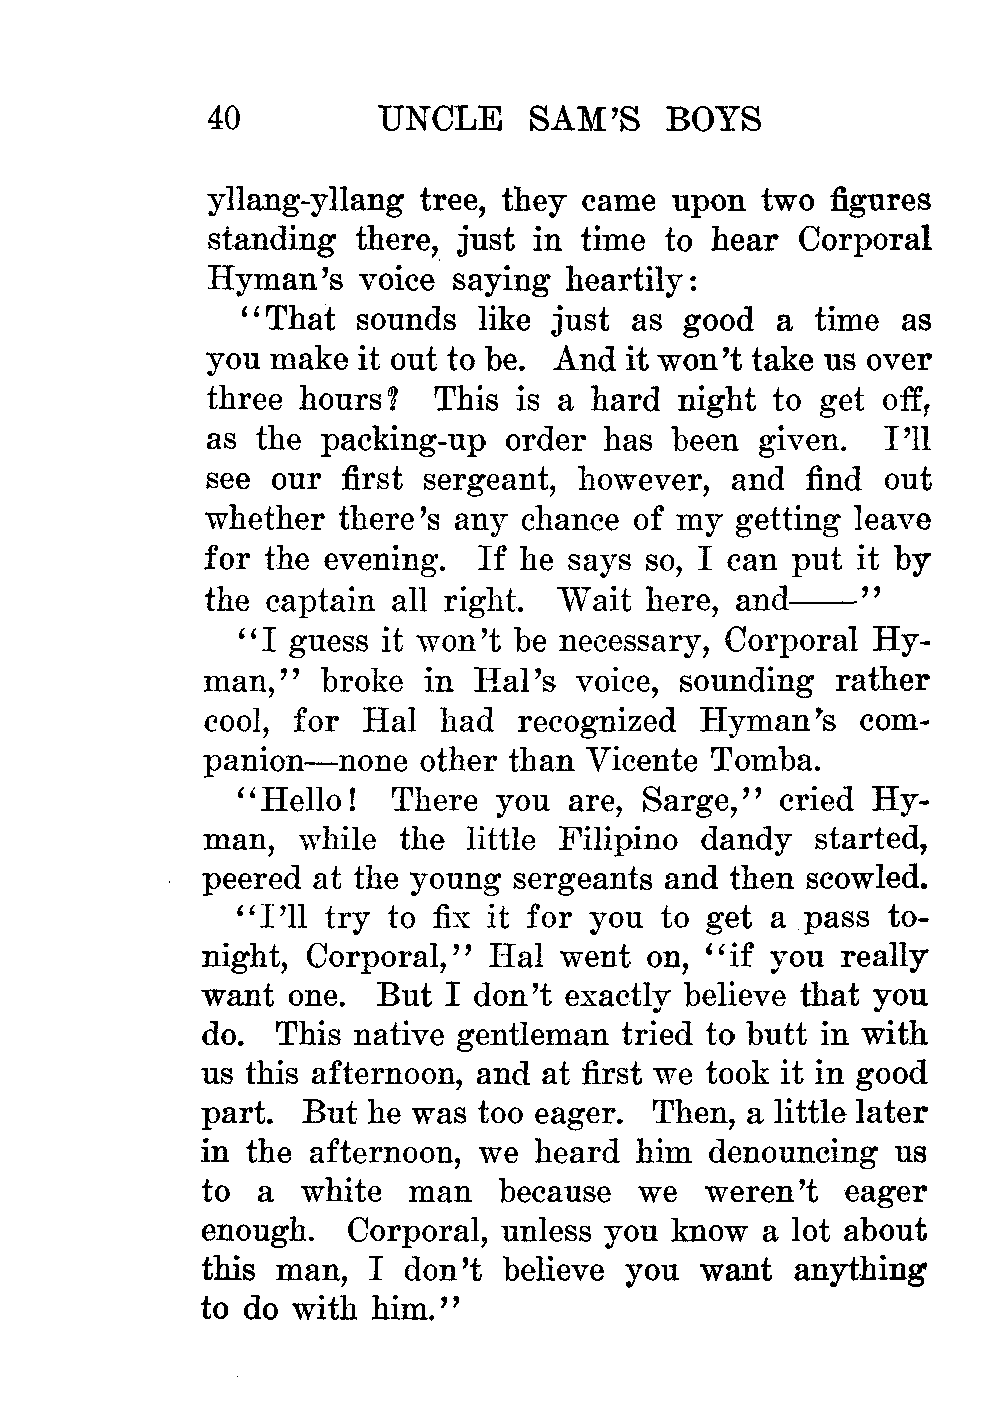 40 UNCLE SAM'S BOYS
yllang-yllang tree, they came upon two figures
standing there, just in time to hear Corporal
Hyman's voice saying heartily:
"That sounds like just as good a time as
you make it out to be. And it won't take us over
three hours? This is a hard night to get off,
as the packing-up order has been given. I'll
see our first sergeant, however, and find out
whether there's any chance of my getting leave
for the evening. If he says so, I can put it by
the captain all right. Wait here, and——"
"I guess it won't be necessary, Corporal Hy-
man," broke in Hal's voice, sounding rather
cool, for Hal had recognized Hyman's com-
panion—none other than Vicente Tomba.
"Hello! There you are, Sarge," cried Hy-
man, while the little Filipino dandy started,
peered at the young sergeants and then scowled.
"I'll try to fix it for you to get a pass to-
night, Corporal," Hal went on, "if you really
want one. But I don't exactly believe that you
do. This native gentleman tried to butt in with
us this afternoon, and at first we took it in good
part. But he was too eager. Then, a little later
in the afternoon, we heard him denouncing us
to a white man because we weren't eager
enough. Corporal, unless you know a lot about
this man, I don't believe you want anything
to do with him."